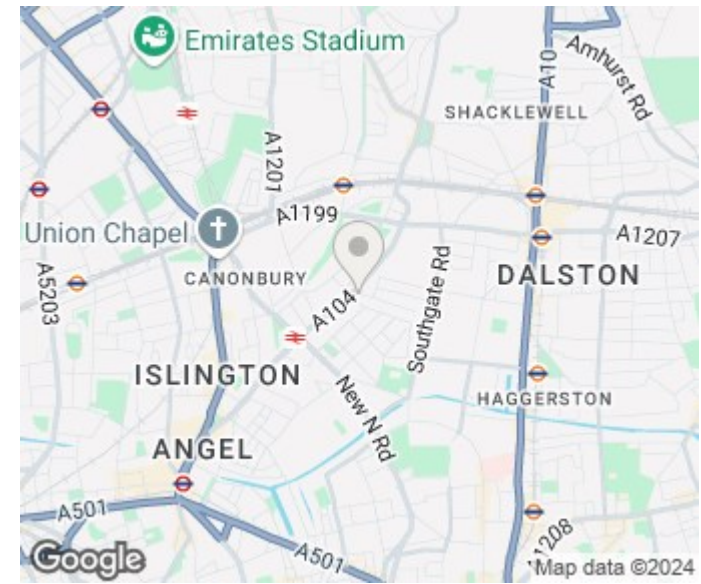 Emirates Stadium
A10
Amhurst Rd
SHACKLEWELL
A1201
A1199
Union Chapel
A1207
CANONBURY
A5203
A104
Southgate Rd
DALSTON
ISLINGTON
New N Rd
HAGGERSTON
ANGEL
A501
A501
A1208
Google
Map data ©2024